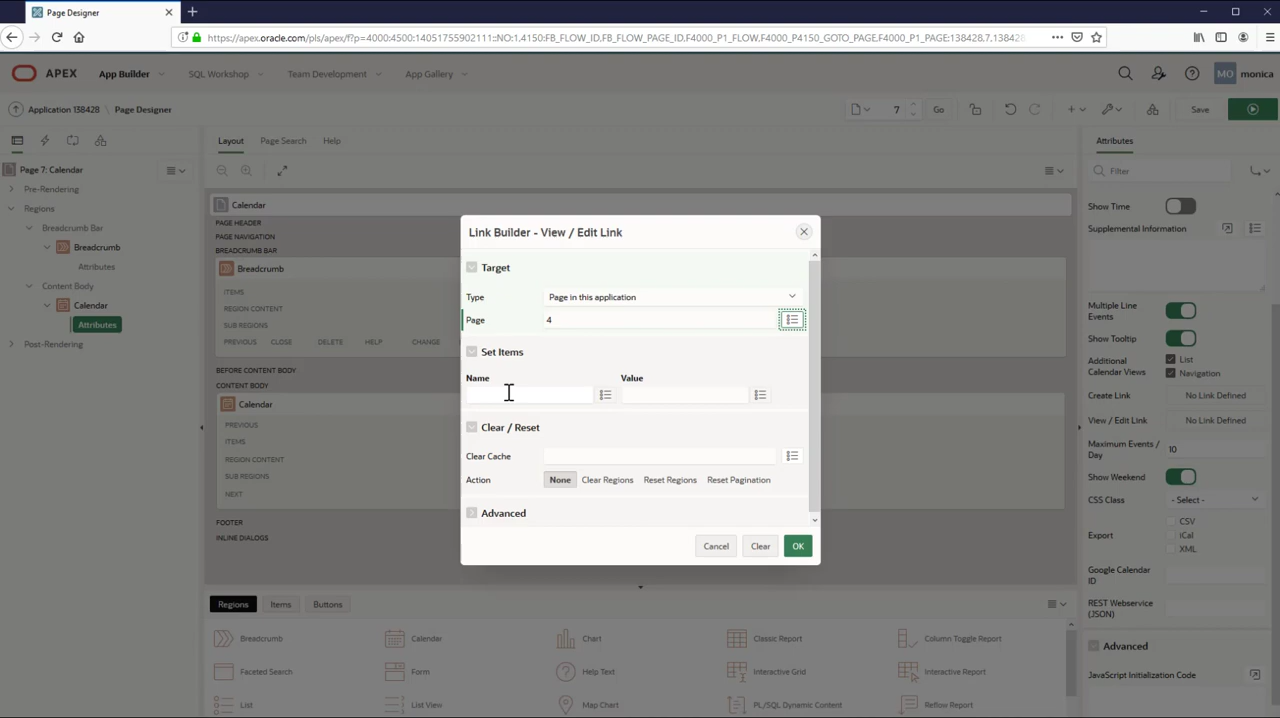 Page Designer
https://apex.oracle.com/pls/apex/f?p=4000:4500:14051755902111::NO:1,4150:FB_FLOW_ID,FB_FLOW_PAGE_ID,F4000_P1_FLOW,F4000_P4150_GOTO_PAGE,F4000_P1_PAGE:138428,7,138428
APEX App Builder SQL Workshop Team Development App Gallery MO monica
Application 138428 \ Page Designer 7 Go Save
Layout Page Search Help Attributes
Page 7: Calendar
Filter
Pre-Rendering
Regions
Breadcrumb Bar
Breadcrumb
Attributes
Content Body
Calendar
Attributes
Post-Rendering
Calendar
PAGE HEADER
PAGE NAVIGATION
BREADCRUMB BAR
Breadcrumb
ITEMS
REGION CONTENT
SUB REGIONS
PREVIOUS CLOSE DELETE HELP CHANGE
BEFORE CONTENT BODY
CONTENT BODY
Calendar
PREVIOUS
ITEMS
REGION CONTENT
SUB REGIONS
NEXT
FOOTER
INLINE DIALOGS
Link Builder - View / Edit Link
Target
Type Page in this application
Page 4
Set Items
Name Value
Clear / Reset
Clear Cache
Action None Clear Regions Reset Regions Reset Pagination
Advanced
Cancel Clear OK
Show Time
Supplemental Information
Multiple Line
Events
Show Tooltip
Additional
Calendar Views
List
Navigation
Create Link No Link Defined
View / Edit Link No Link Defined
Maximum Events /
Day
10
Show Weekend
CSS Class - Select -
Export
CSV
iCal
XML
Google Calendar
ID
REST Webservice
(JSON)
Advanced
JavaScript Initialization Code
Regions Items Buttons
Breadcrumb Calendar Chart Classic Report Column Toggle Report
Faceted Search Form Help Text Interactive Grid Interactive Report
List List View Map Chart PL/SQL Dynamic Content Reflow Report